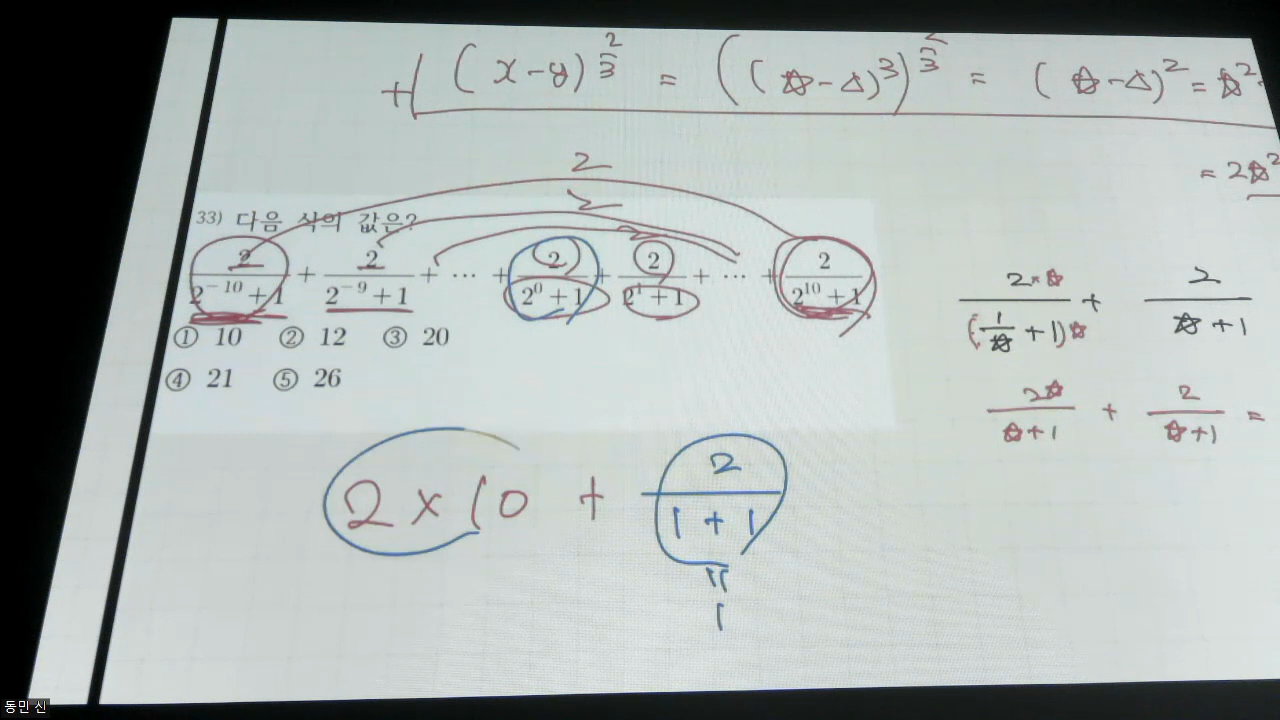 + (x-y)^{2/3} = ((☆-△)^3)^{2/3} = (☆-△)^2 = ☆^2
= 2☆^2
2
2
33) 다음 식의 값은?
2/(2^{-10}+1) + 2/(2^{-9}+1) + ⋯ + 2/(2^0+1) + 2/(2^1+1) + ⋯ + 2/(2^{10}+1)
① 10 ② 12 ③ 20
④ 21 ⑤ 26
2×☆/((1/☆+1)☆) + 2/(☆+1)
2☆/(☆+1) + 2/(☆+1) =
2×10 + 2/(1+1)
=
1
동민 신